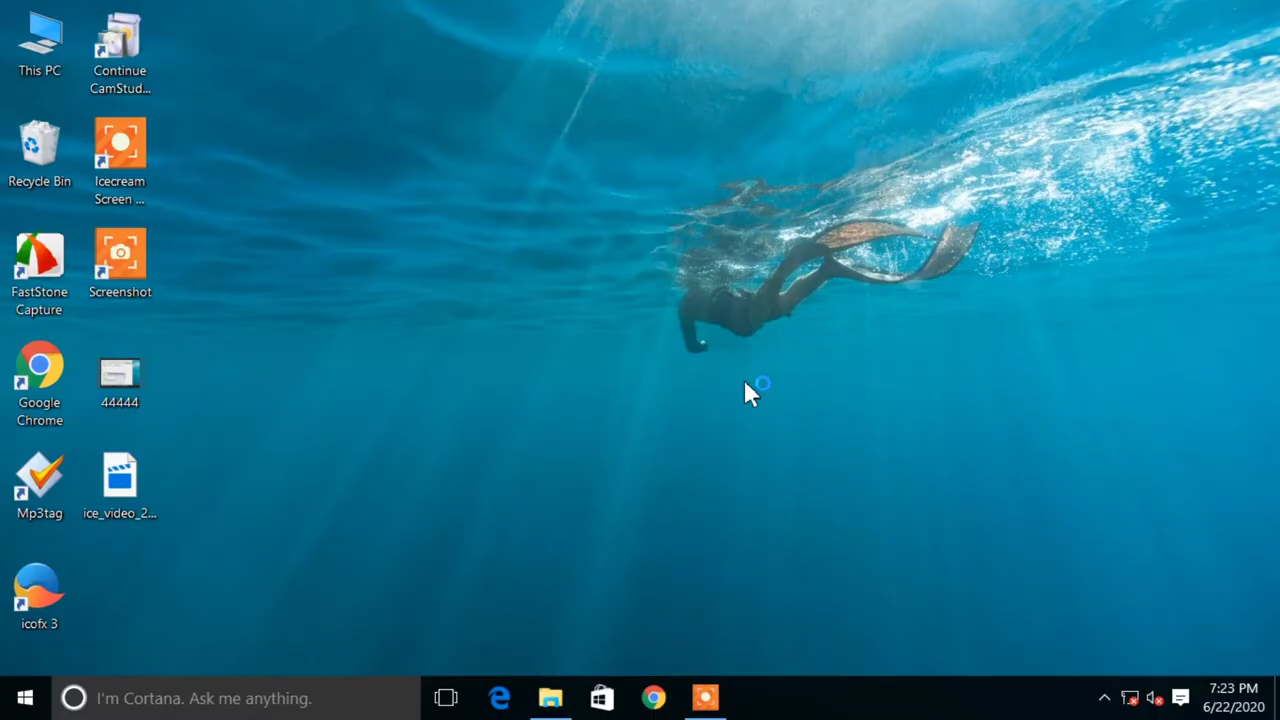 This PC
Continue
CamStud...
Recycle Bin
Icecream
Screen ...
FastStone
Capture
Screenshot
Google
Chrome
44444
Mp3tag
ice_video_2...
icofx 3
I'm Cortana. Ask me anything.
7:23 PM
6/22/2020